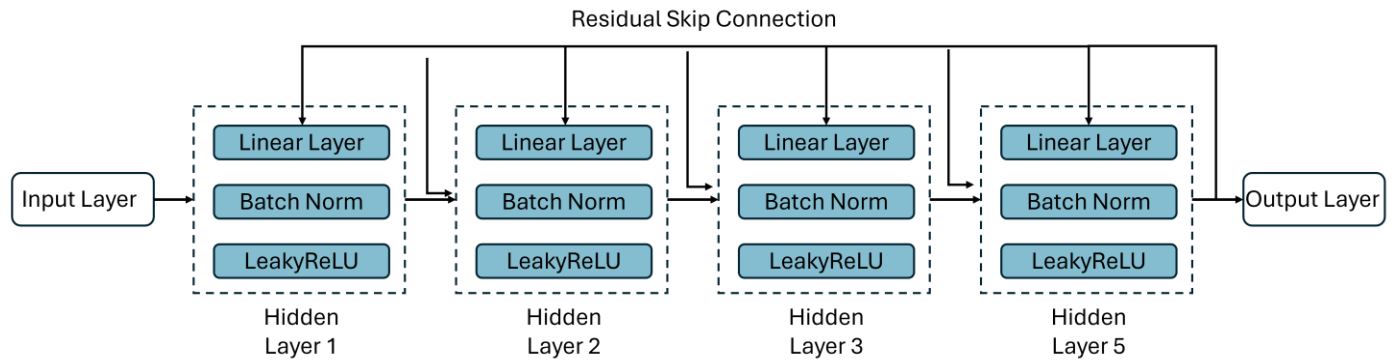 Residual Skip Connection
Input Layer
Linear Layer
Batch Norm
LeakyReLU
Hidden
Layer 1
Linear Layer
Batch Norm
LeakyReLU
Hidden
Layer 2
Linear Layer
Batch Norm
LeakyReLU
Hidden
Layer 3
Linear Layer
Batch Norm
LeakyReLU
Hidden
Layer 5
Output Layer